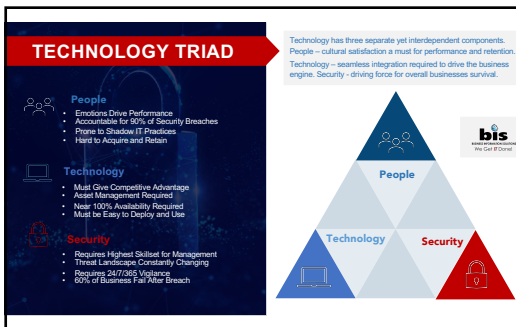 TECHNOLOGY TRIAD
People
• Emotions Drive Performance
• Accountable for 90% of Security Breaches
• Prone to Shadow IT Practices
• Hard to Acquire and Retain
Technology
• Must Give Competitive Advantage
• Asset Management Required
• Near 100% Availability Required
• Must be Easy to Deploy and Use
Security
• Requires Highest Skillset for Management
• Threat Landscape Constantly Changing
• Requires 24/7/365 Vigilance
• 60% of Business Fail After Breach
Technology has three separate yet interdependent components.
People – cultural satisfaction a must for performance and retention.
Technology – seamless integration required to drive the business
engine. Security - driving force for overall businesses survival.
bis
BUSINESS INFORMATION SOLUTIONS
We Get IT Done!
People
Technology
Security